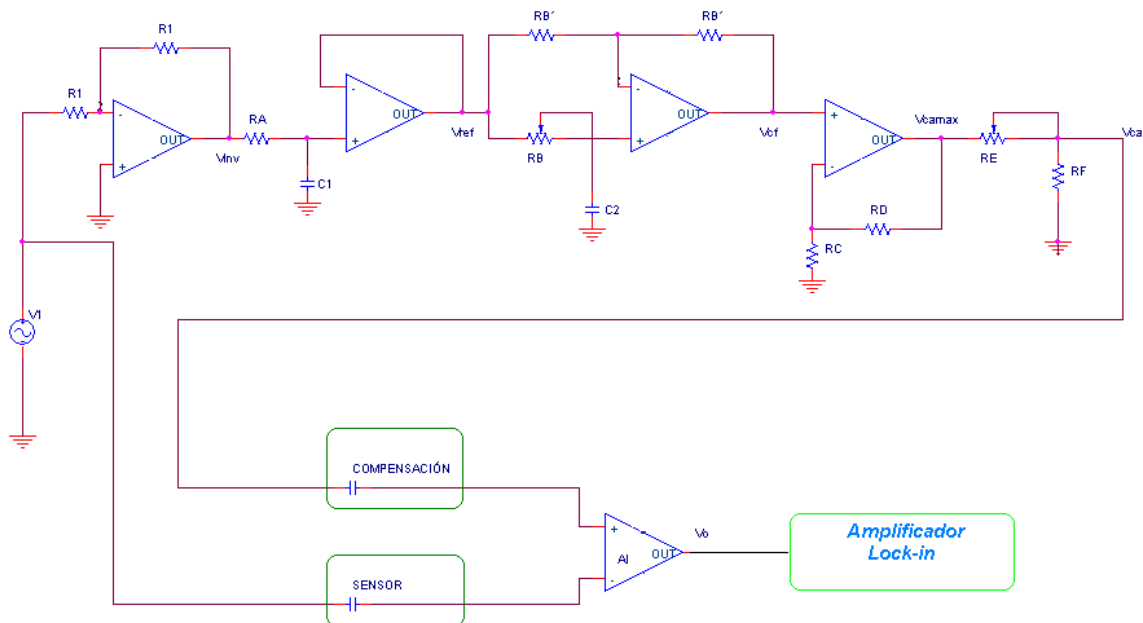 R1
RB´
RB´
R1
-
+
OUT
Vinv
RA
C1
-
+
OUT
Vref
RB
C2
-
+
OUT
Vcf
+
-
OUT
Vcamax
RE
Vca
RF
RD
RC
V1
COMPENSACIÓN
SENSOR
+
-
AI
OUT
Vo
Amplificador
Lock-in